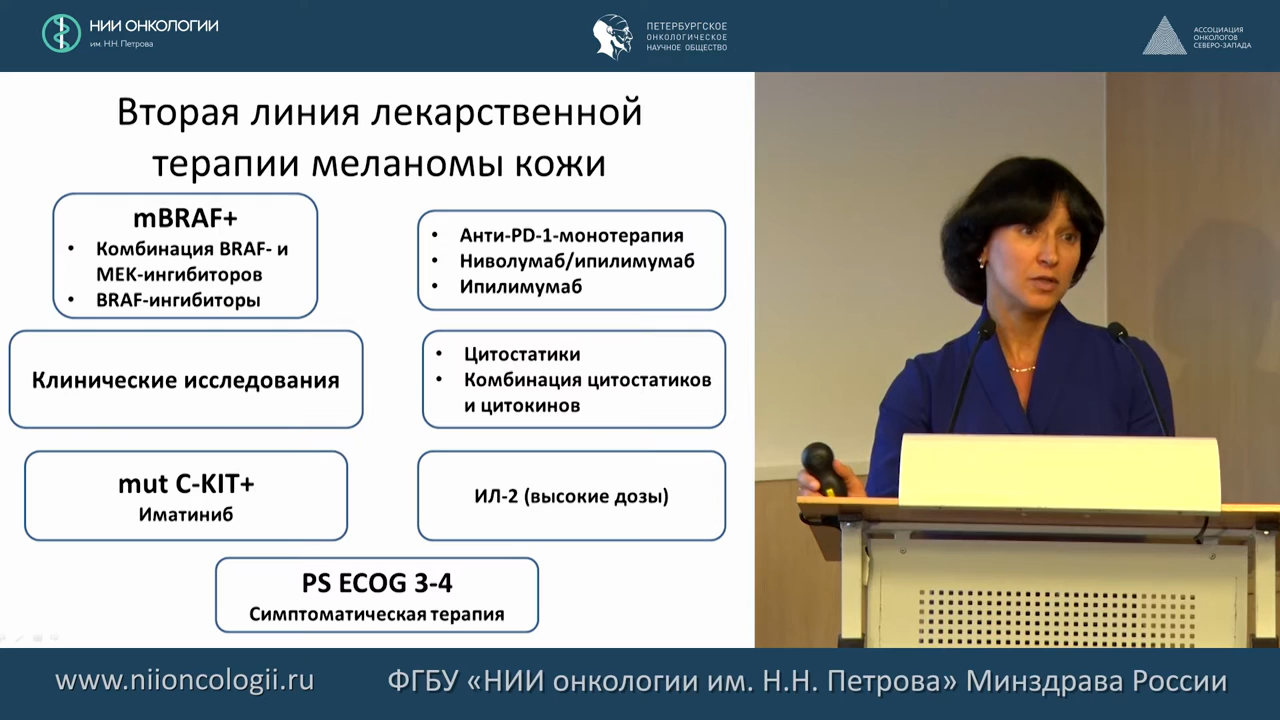 НИИ ОНКОЛОГИИ
им. Н.Н. Петрова
ПЕТЕРБУРГСКОЕ
ОНКОЛОГИЧЕСКОЕ
НАУЧНОЕ ОБЩЕСТВО
АССОЦИАЦИЯ
ОНКОЛОГОВ
СЕВЕРО-ЗАПАДА
Вторая линия лекарственной
терапии меланомы кожи
mBRAF+
• Комбинация BRAF- и
MEK-ингибиторов
• BRAF-ингибиторы
• Анти-PD-1-монотерапия
• Ниволумаб/ипилимумаб
• Ипилимумаб
Клинические исследования
• Цитостатики
• Комбинация цитостатиков
и цитокинов
mut C-KIT+
Иматиниб
ИЛ-2 (высокие дозы)
PS ECOG 3-4
Симптоматическая терапия
www.niioncologii.ru
ФГБУ «НИИ онкологии им. Н.Н. Петрова» Минздрава России